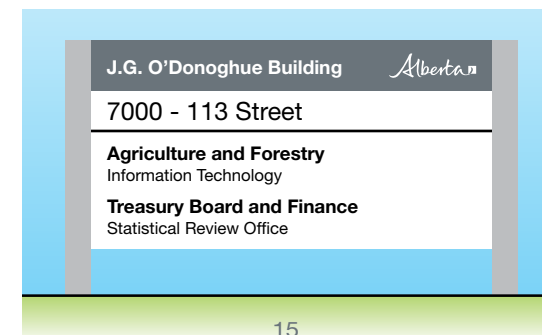 J.G. O’Donoghue Building Alberta
7000 - 113 Street
Agriculture and Forestry
Information Technology
Treasury Board and Finance
Statistical Review Office
15